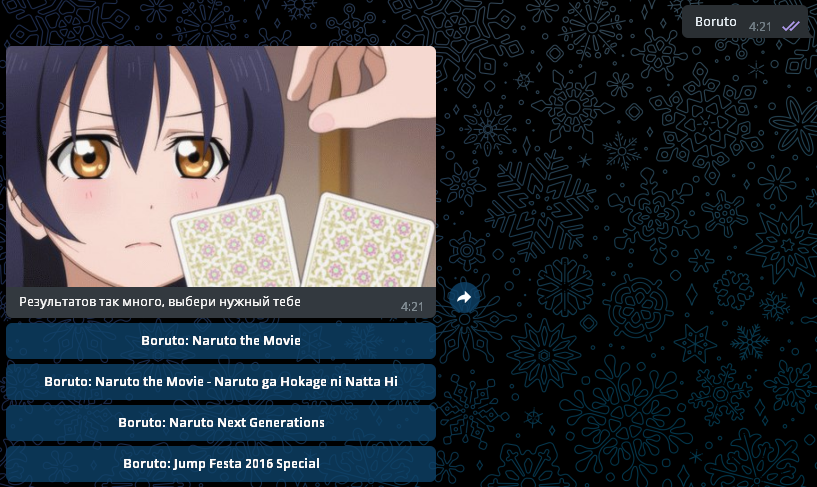 Boruto
4:21
Результатов так много, выбери нужный тебе
4:21
Boruto: Naruto the Movie
Boruto: Naruto the Movie - Naruto ga Hokage ni Natta Hi
Boruto: Naruto Next Generations
Boruto: Jump Festa 2016 Special